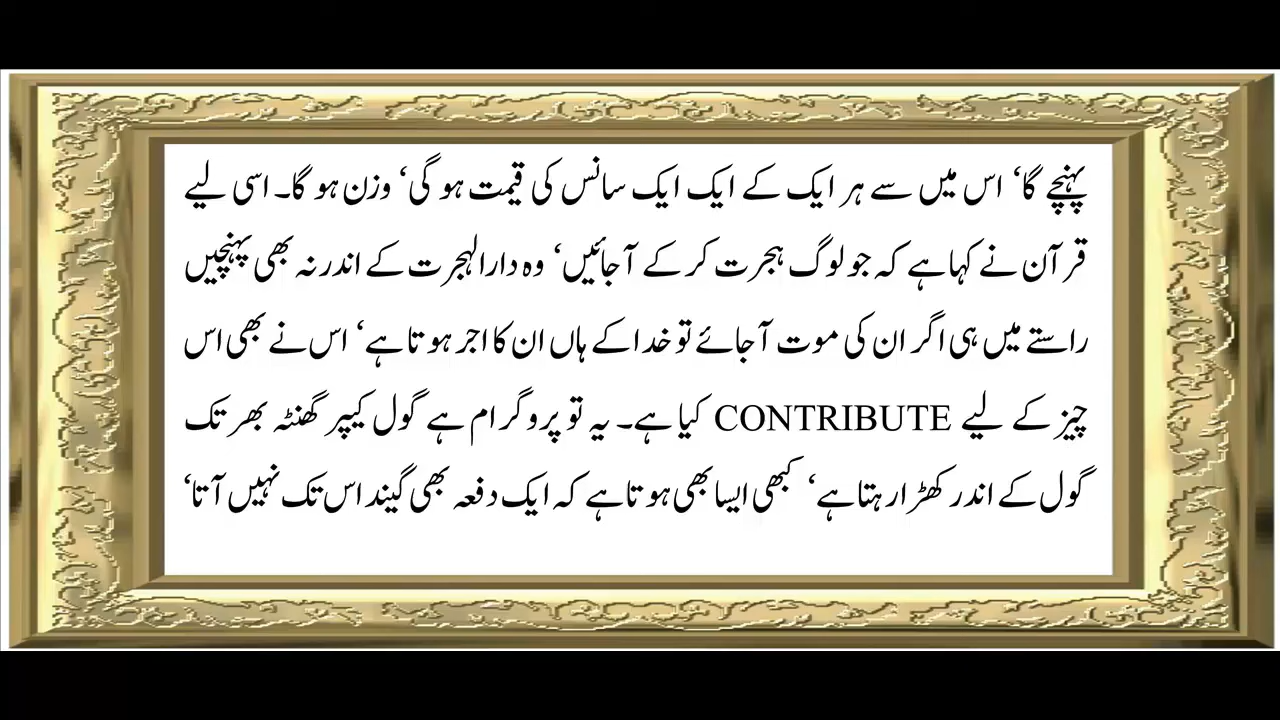 پہنچے گا‘ اس میں سے ہر ایک کے ایک ایک سانس کی قیمت ہو گی‘ وزن ہو گا۔ اسی لیے
قرآن نے کہا ہے کہ جو لوگ ہجرت کر کے آ جائیں‘ وہ دارالہجرت کے اندر نہ بھی پہنچیں
راستے میں ہی اگر ان کی موت آ جائے تو خدا کے ہاں ان کا اجر ہوتا ہے‘ اس نے بھی اس
چیز کے لیے CONTRIBUTE کیا ہے۔ یہ تو پروگرام ہے گول کیپر گھنٹہ بھر تک
گول کے اندر کھڑا رہتا ہے‘ کبھی ایسا بھی ہوتا ہے کہ ایک دفعہ بھی گیند اس تک نہیں آتا‘